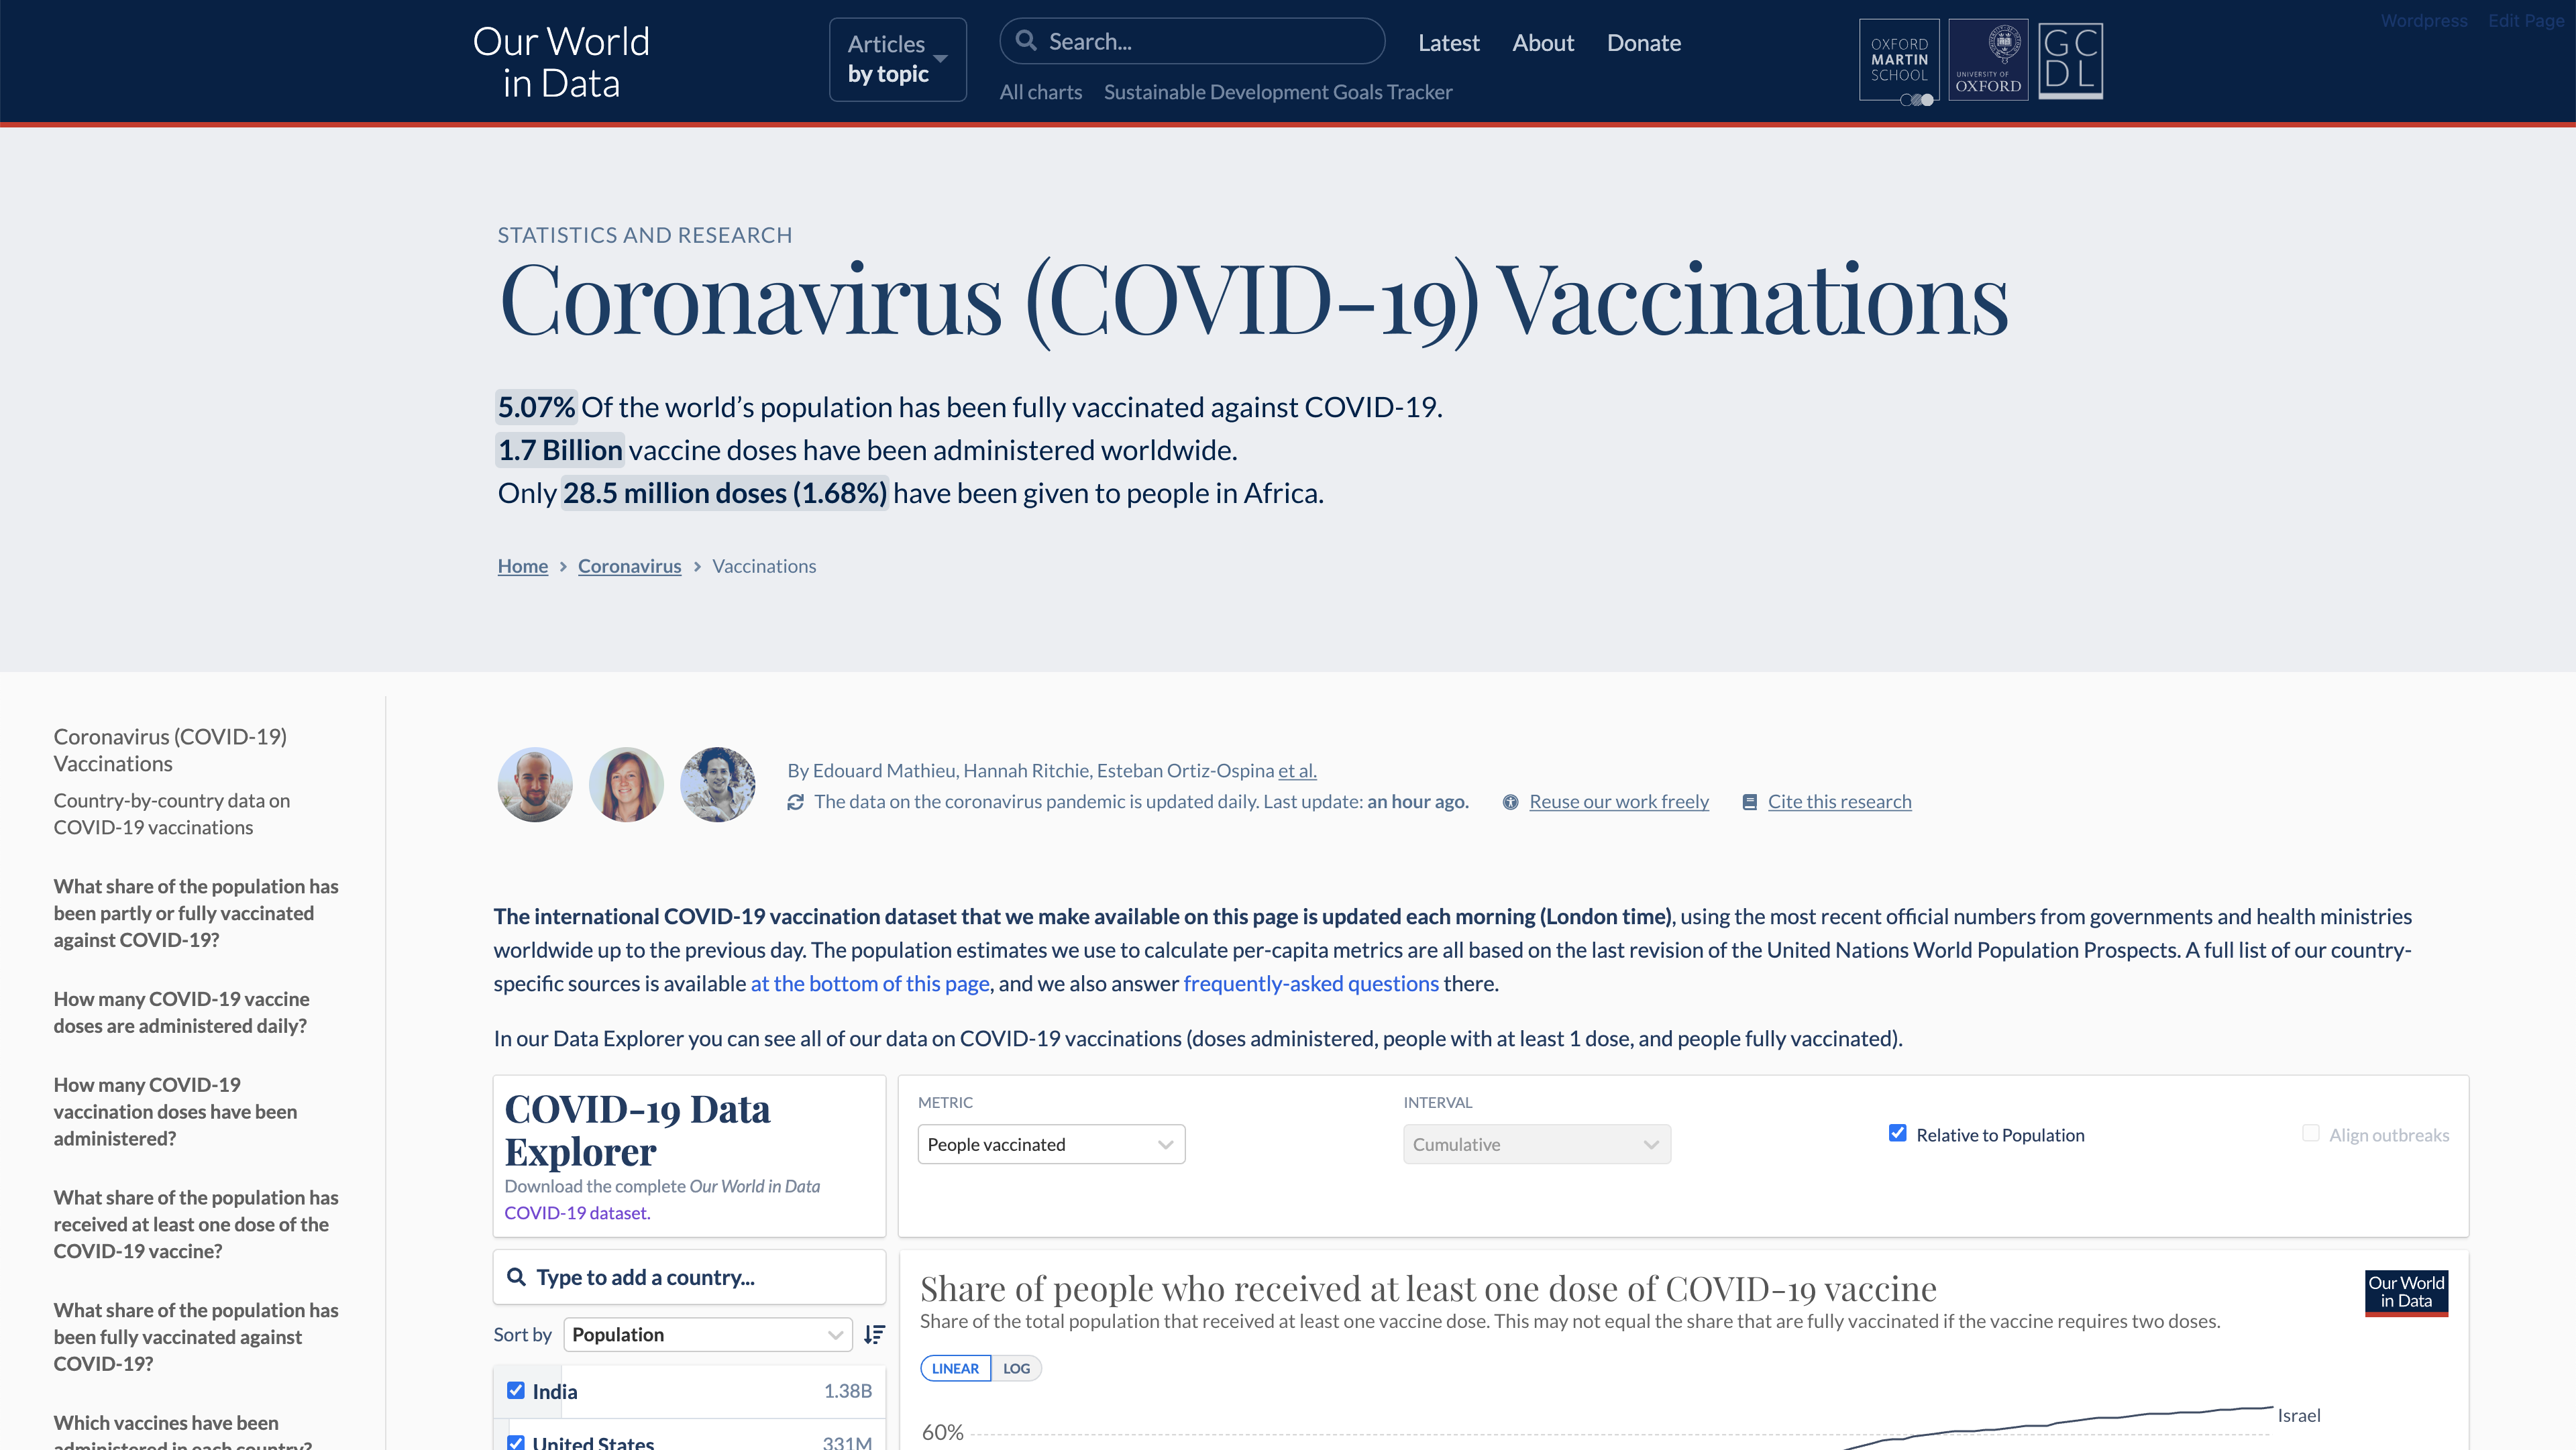 Wordpress Edit Page
Our World
in Data
Articles
by topic
Search...
Latest About Donate
All charts Sustainable Development Goals Tracker
OXFORD
MARTIN
SCHOOL
UNIVERSITY OF
OXFORD
GC
DL
STATISTICS AND RESEARCH
Coronavirus (COVID-19) Vaccinations
5.07% Of the world’s population has been fully vaccinated against COVID-19.
1.7 Billion vaccine doses have been administered worldwide.
Only 28.5 million doses (1.68%) have been given to people in Africa.
Home > Coronavirus > Vaccinations
Coronavirus (COVID-19)
Vaccinations
Country-by-country data on
COVID-19 vaccinations
What share of the population has
been partly or fully vaccinated
against COVID-19?
How many COVID-19 vaccine
doses are administered daily?
How many COVID-19
vaccination doses have been
administered?
What share of the population has
received at least one dose of the
COVID-19 vaccine?
What share of the population has
been fully vaccinated against
COVID-19?
Which vaccines have been
administered in each country?
By Edouard Mathieu, Hannah Ritchie, Esteban Ortiz-Ospina et al.
The data on the coronavirus pandemic is updated daily. Last update: an hour ago.
Reuse our work freely
Cite this research
The international COVID-19 vaccination dataset that we make available on this page is updated each morning (London time), using the most recent official numbers from governments and health ministries
worldwide up to the previous day. The population estimates we use to calculate per-capita metrics are all based on the last revision of the United Nations World Population Prospects. A full list of our country-
specific sources is available at the bottom of this page, and we also answer frequently-asked questions there.
In our Data Explorer you can see all of our data on COVID-19 vaccinations (doses administered, people with at least 1 dose, and people fully vaccinated).
COVID-19 Data
Explorer
Download the complete Our World in Data
COVID-19 dataset.
METRIC
People vaccinated
INTERVAL
Cumulative
Relative to Population
Align outbreaks
Type to add a country...
Sort by Population
India 1.38B
United States 331M
Share of people who received at least one dose of COVID-19 vaccine
Share of the total population that received at least one vaccine dose. This may not equal the share that are fully vaccinated if the vaccine requires two doses.
Our World
in Data
LINEAR LOG
60%
Israel